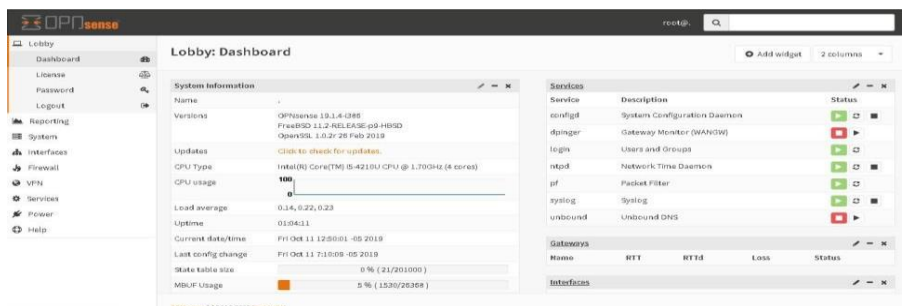 OPNsense
root@.
Lobby
Dashboard
License
Password
Logout
Reporting
System
Interfaces
Firewall
VPN
Services
Power
Help
Lobby: Dashboard
Add widget
2 columns
System Information
Name .
Versions OPNsense 19.1.4-i386
FreeBSD 11.2-RELEASE-p9-HBSD
OpenSSL 1.0.2r 26 Feb 2019
Updates Click to check for updates.
CPU Type Intel(R) Core(TM) i5-4210U CPU @ 1.70GHz (4 cores)
CPU usage 100
0
Load average 0.14, 0.22, 0.23
Uptime 01:04:11
Current date/time Fri Oct 11 12:50:01 -05 2019
Last config change Fri Oct 11 7:10:09 -05 2019
State table size 0 % ( 21/201000 )
MBUF Usage 5 % ( 1530/26368 )
Services
Service Description Status
configd System Configuration Daemon
dpinger Gateway Monitor (WANGW)
login Users and Groups
ntpd Network Time Daemon
pf Packet Filter
syslog Syslog
unbound Unbound DNS
Gateways
Name RTT RTTd Loss Status
Interfaces